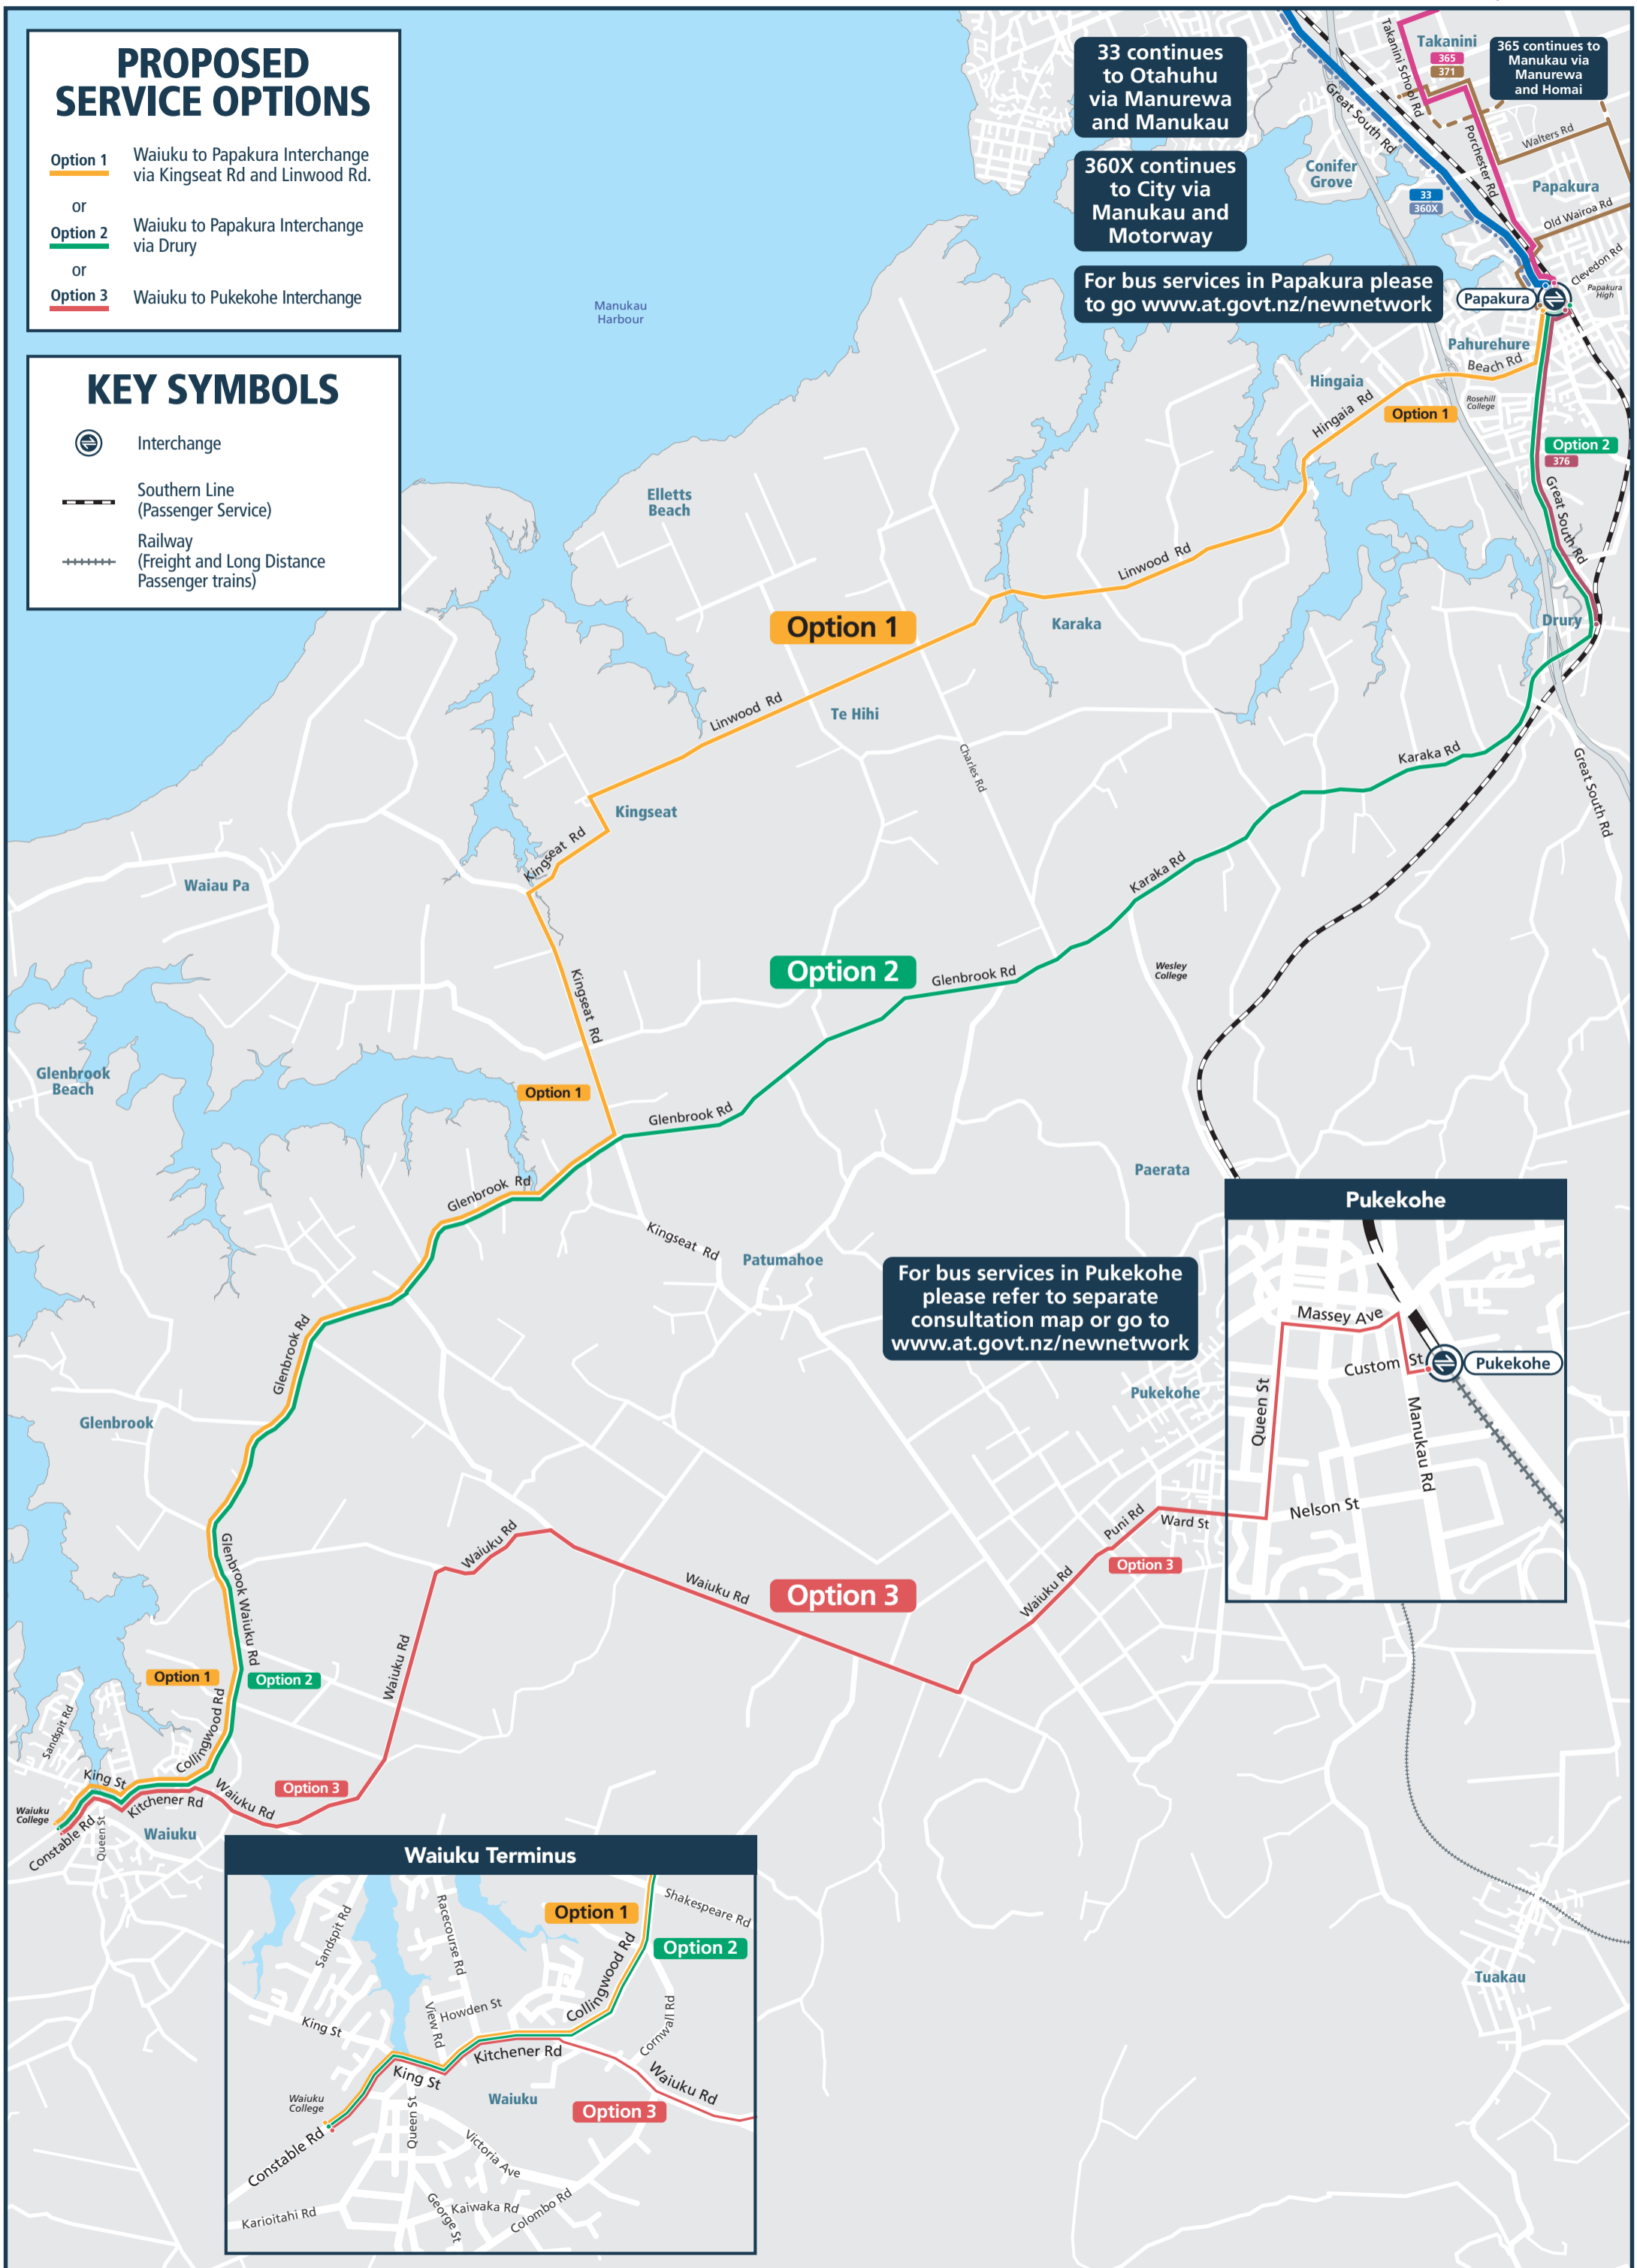 PROPOSED
SERVICE OPTIONS
Option 1
Waiuku to Papakura Interchange
via Kingseat Rd and Linwood Rd.
or
Option 2
Waiuku to Papakura Interchange
via Drury
or
Option 3
Waiuku to Pukekohe Interchange
KEY SYMBOLS
Interchange
Southern Line
(Passenger Service)
Railway
(Freight and Long Distance
Passenger trains)
33 continues
to Otahuhu
via Manurewa
and Manukau
360X continues
to City via
Manukau and
Motorway
For bus services in Papakura please
to go www.at.govt.nz/newnetwork
Takanini School Rd
Takanini
365
371
365 continues to
Manukau via
Manurewa
and Homai
Great South Rd
Porchester Rd
Walters Rd
Conifer
Grove
33
360X
Papakura
Old Wairoa Rd
Clevedon Rd
Papakura
High
Papakura
Manukau
Harbour
Pahurehure
Beach Rd
Hingaia
Hingaia Rd
Option 1
Rosehill
College
Option 2
376
Great South Rd
Elletts
Beach
Linwood Rd
Option 1
Karaka
Drury
Linwood Rd
Te Hihi
Charles Rd
Karaka Rd
Great South Rd
Kingseat
Kingseat Rd
Waiau Pa
Karaka Rd
Wesley
College
Option 2
Glenbrook Rd
Kingseat Rd
Glenbrook
Beach
Option 1
Glenbrook Rd
Paerata
Glenbrook Rd
Kingseat Rd
Patumahoe
For bus services in Pukekohe
please refer to separate
consultation map or go to
www.at.govt.nz/newnetwork
Pukekohe
Massey Ave
Custom St
Pukekohe
Queen St
Manukau Rd
Nelson St
Glenbrook Rd
Glenbrook
Pukekohe
Puni Rd
Ward St
Option 3
Waiuku Rd
Waiuku Rd
Waiuku Rd
Option 3
Glenbrook Waiuku Rd
Waiuku Rd
Option 1
Option 2
Sandspit Rd
Collingwood Rd
King St
Kitchener Rd
Waiuku Rd
Option 3
Waiuku
College
Constable Rd
Queen St
Waiuku
Waiuku Terminus
Sandspit Rd
Racecourse Rd
Option 1
Shakespeare Rd
Option 2
Collingwood Rd
View Rd
Howden St
King St
Cornwall Rd
Kitchener Rd
King St
Waiuku Rd
Waiuku
College
Waiuku
Option 3
Queen St
Constable Rd
Victoria Ave
Karioitahi Rd
George St
Kaiwaka Rd
Colombo Rd
Tuakau